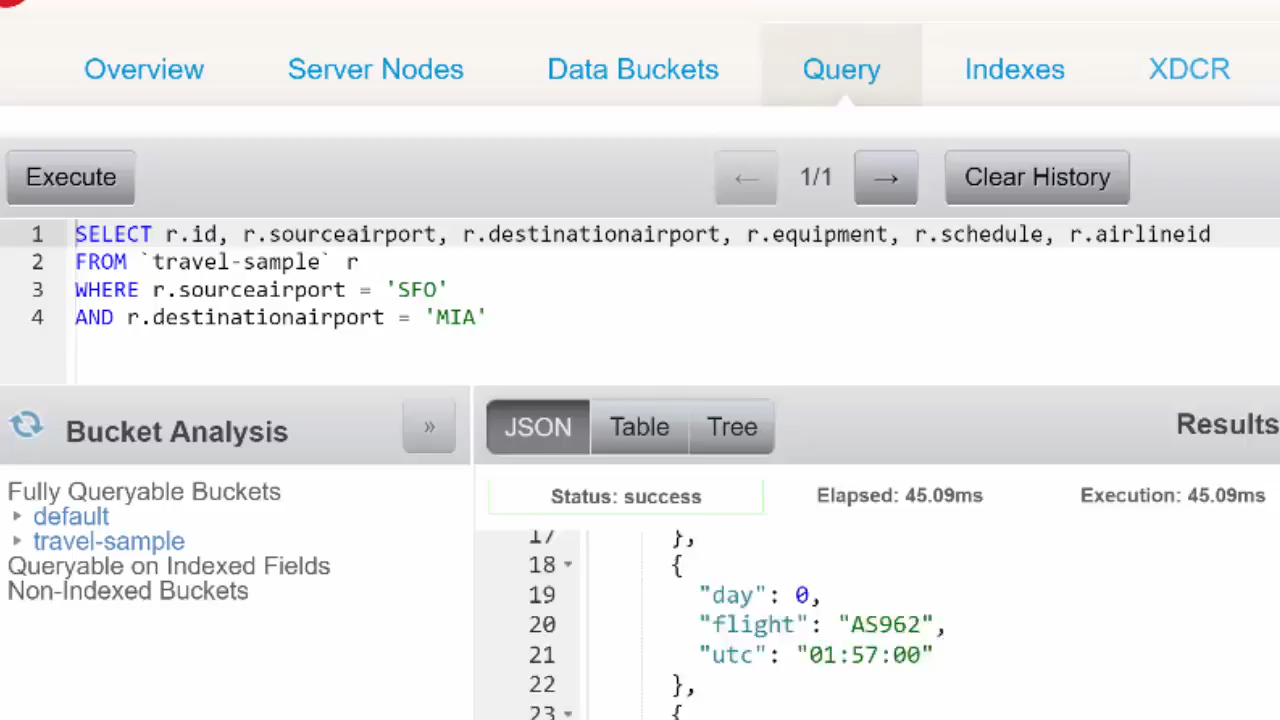 Overview Server Nodes Data Buckets Query Indexes XDCR
Execute ← 1/1 → Clear History
1 SELECT r.id, r.sourceairport, r.destinationairport, r.equipment, r.schedule, r.airlineid
2 FROM `travel-sample` r
3 WHERE r.sourceairport = 'SFO'
4 AND r.destinationairport = 'MIA'
Bucket Analysis »
JSON Table Tree Results
Fully Queryable Buckets
default
travel-sample
Queryable on Indexed Fields
Non-Indexed Buckets
Status: success Elapsed: 45.09ms Execution: 45.09ms
17 },
18 {
19 "day": 0,
20 "flight": "AS962",
21 "utc": "01:57:00"
22 },
23 {